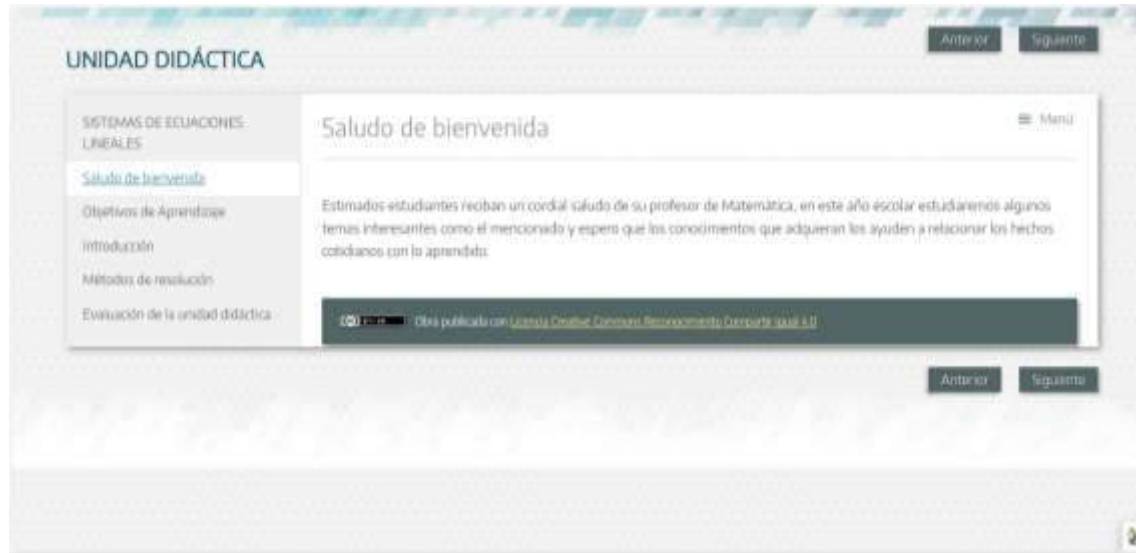 Anterior Siguiente
UNIDAD DIDÁCTICA
SISTEMAS DE ECUACIONES
LINEALES
Saludo de bienvenida
Objetivos de Aprendizaje
Introducción
Métodos de resolución
Evaluación de la unidad didáctica
Saludo de bienvenida
Menú
Estimados estudiantes reciban un cordial saludo de su profesor de Matemática, en este año escolar estudiaremos algunos
temas interesantes como el mencionado y espero que los conocimientos que adquieran los ayuden a relacionar los hechos
cotidianos con lo aprendido.
Obra publicada con Licencia Creative Commons Reconocimiento Compartir igual 4.0
Anterior Siguiente